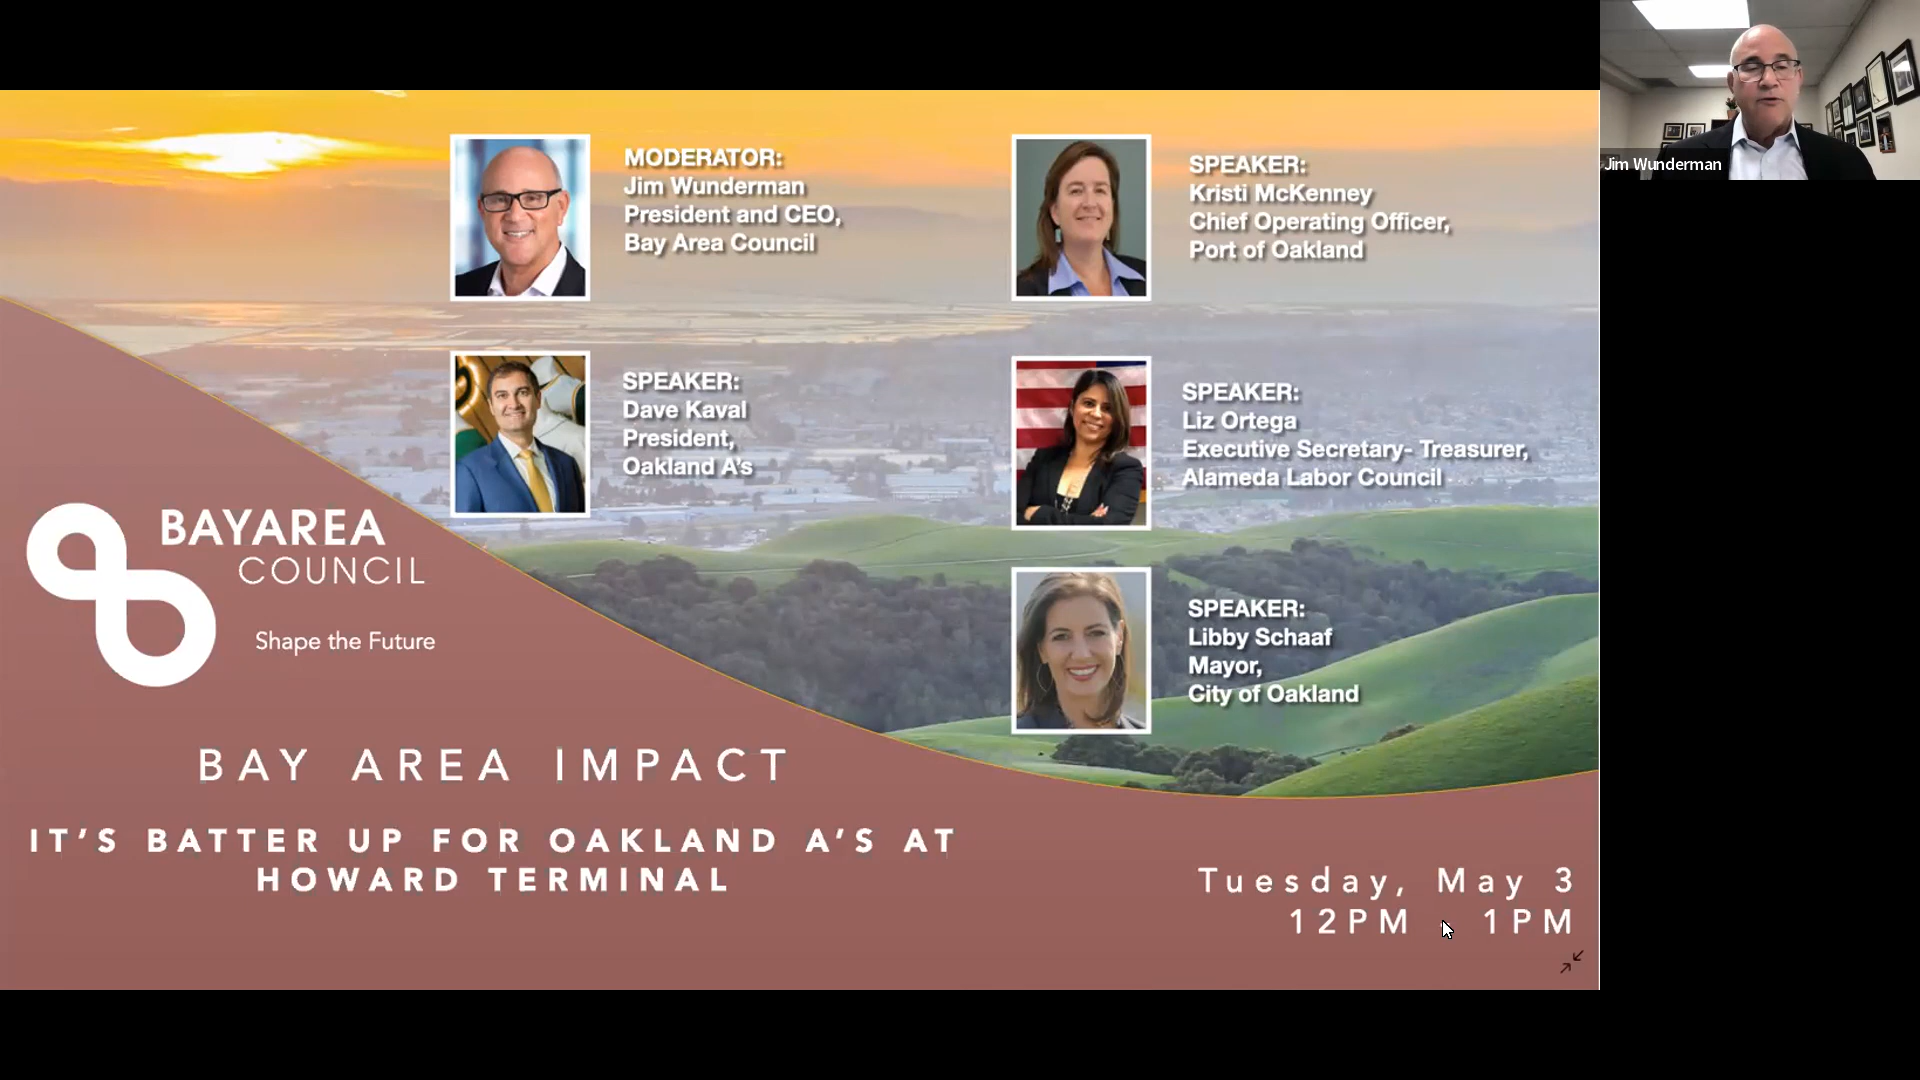 MODERATOR:
Jim Wunderman
President and CEO,
Bay Area Council
SPEAKER:
Kristi McKenney
Chief Operating Officer,
Port of Oakland
SPEAKER:
Dave Kaval
President,
Oakland A's
SPEAKER:
Liz Ortega
Executive Secretary- Treasurer,
Alameda Labor Council
SPEAKER:
Libby Schaaf
Mayor,
City of Oakland
BAYAREA
COUNCIL
Shape the Future
BAY AREA IMPACT
IT'S BATTER UP FOR OAKLAND A'S AT
HOWARD TERMINAL
Tuesday, May 3
12PM - 1PM
Jim Wunderman